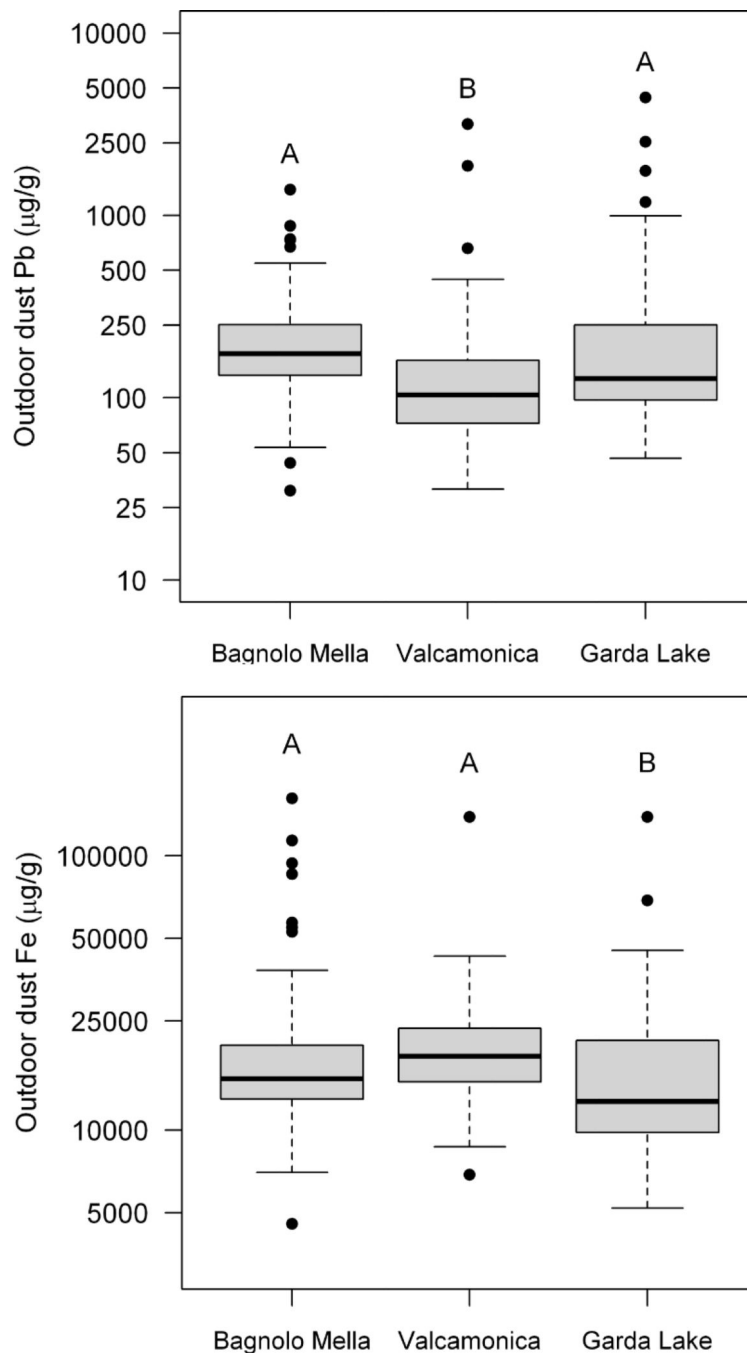 Outdoor dust Pb (μg/g)
10000
5000
2500
1000
500
250
100
50
25
10
A
B
A
Bagnolo Mella Valcamonica Garda Lake
Outdoor dust Fe (μg/g)
100000
50000
25000
10000
5000
A
A
B
Bagnolo Mella Valcamonica Garda Lake